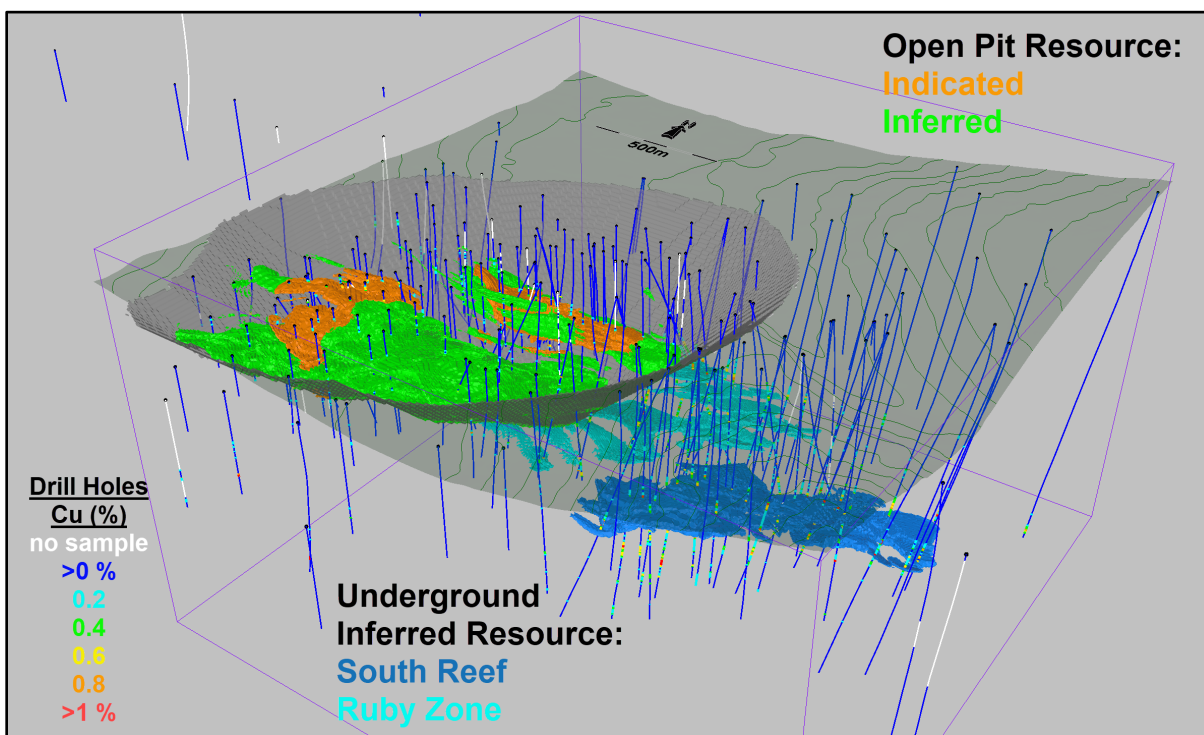 Open Pit Resource:
Indicated
Inferred
500m
Drill Holes
Cu (%)
no sample
>0 %
0.2
0.4
0.6
0.8
>1 %
Underground
Inferred Resource:
South Reef
Ruby Zone